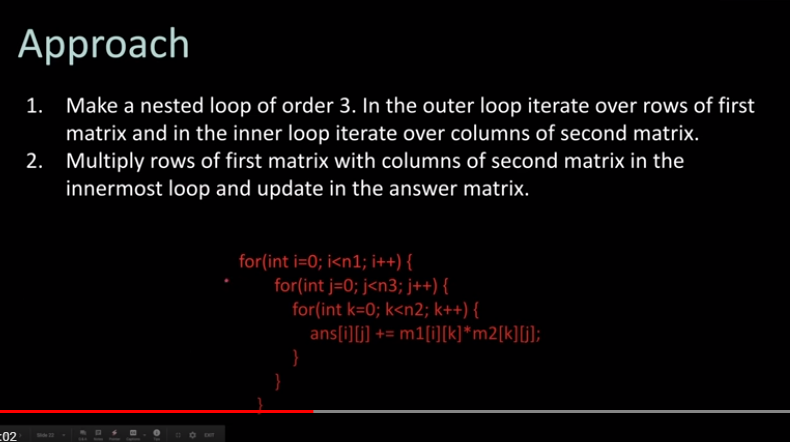 Approach
1. Make a nested loop of order 3. In the outer loop iterate over rows of first
matrix and in the inner loop iterate over columns of second matrix.
2. Multiply rows of first matrix with columns of second matrix in the
innermost loop and update in the answer matrix.
for(int i=0; i<n1; i++) {
for(int j=0; j<n3; j++) {
for(int k=0; k<n2; k++) {
ans[i][j] += m1[i][k]*m2[k][j];
}
}
}
:02